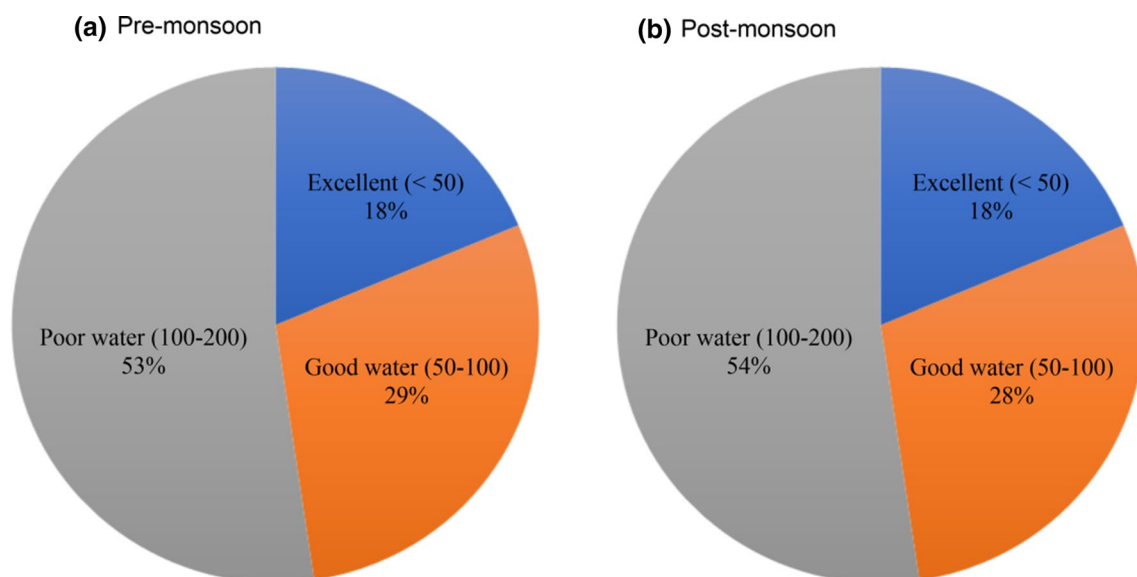 (a) Pre-monsoon
Excellent (< 50)
18%
Poor water (100-200)
53%
Good water (50-100)
29%
(b) Post-monsoon
Excellent (< 50)
18%
Poor water (100-200)
54%
Good water (50-100)
28%